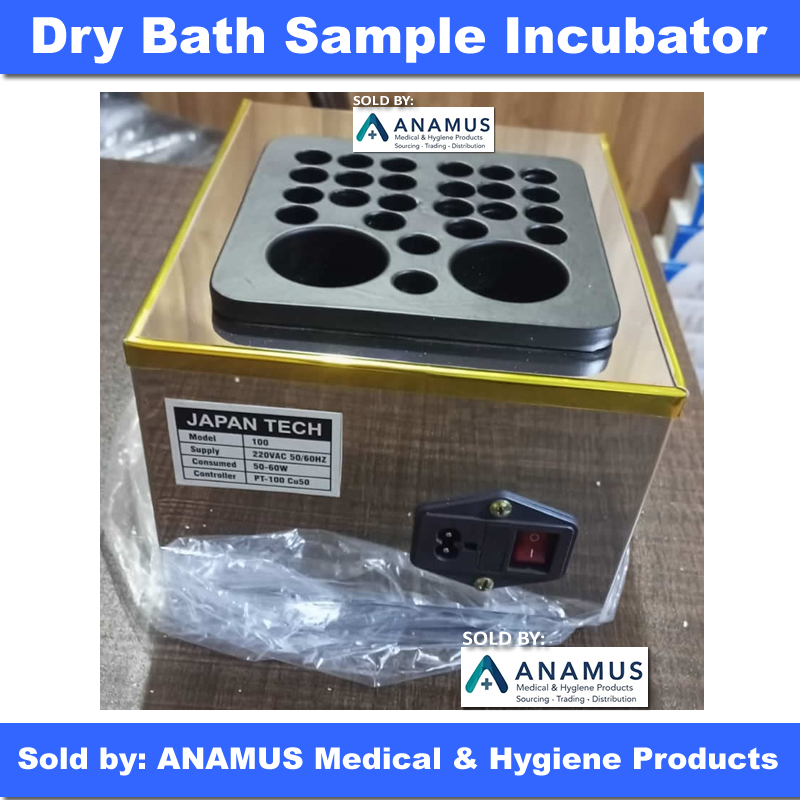 Dry Bath Sample Incubator
SOLD BY:
ANAMUS
Medical & Hygiene Products
Sourcing - Trading - Distribution
JAPAN TECH
Model 100
Supply 220VAC 50/60HZ
Consumed 50-60W
Controller PT-100 Cu50
SOLD BY:
ANAMUS
Medical & Hygiene Products
Sourcing - Trading - Distribution
Sold by: ANAMUS Medical & Hygiene Products